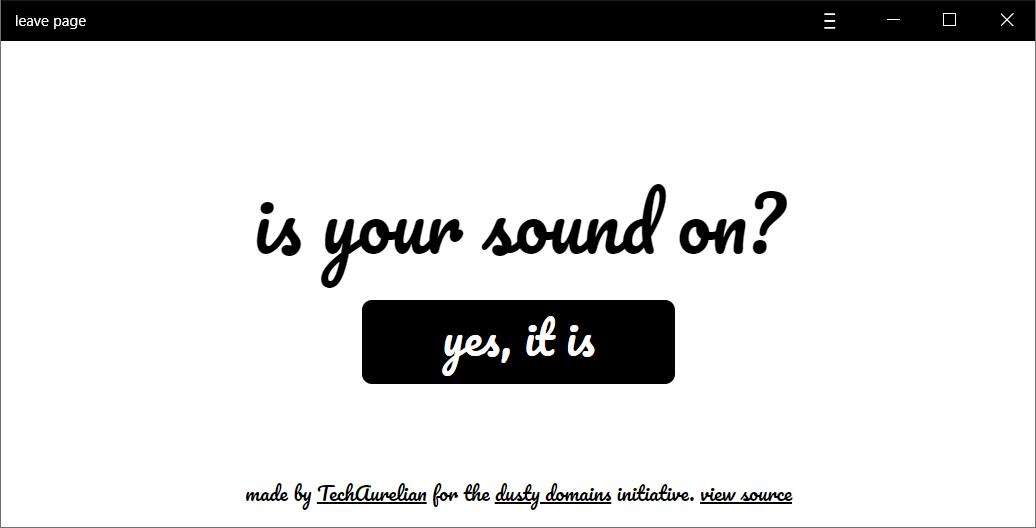 leave page
is your sound on?
yes, it is
made by TechAurelian for the dusty domains initiative. view source